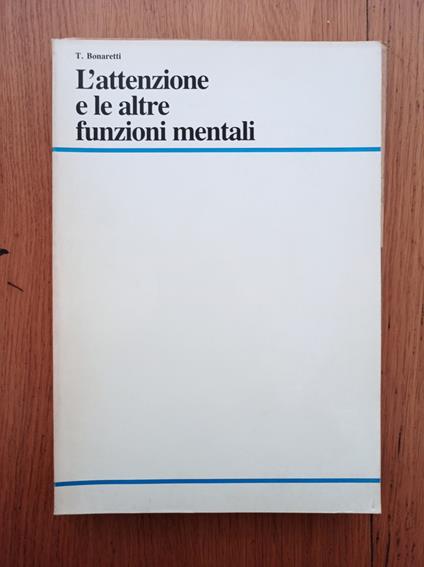 T. Bonaretti
L'attenzione
e le altre
funzioni mentali